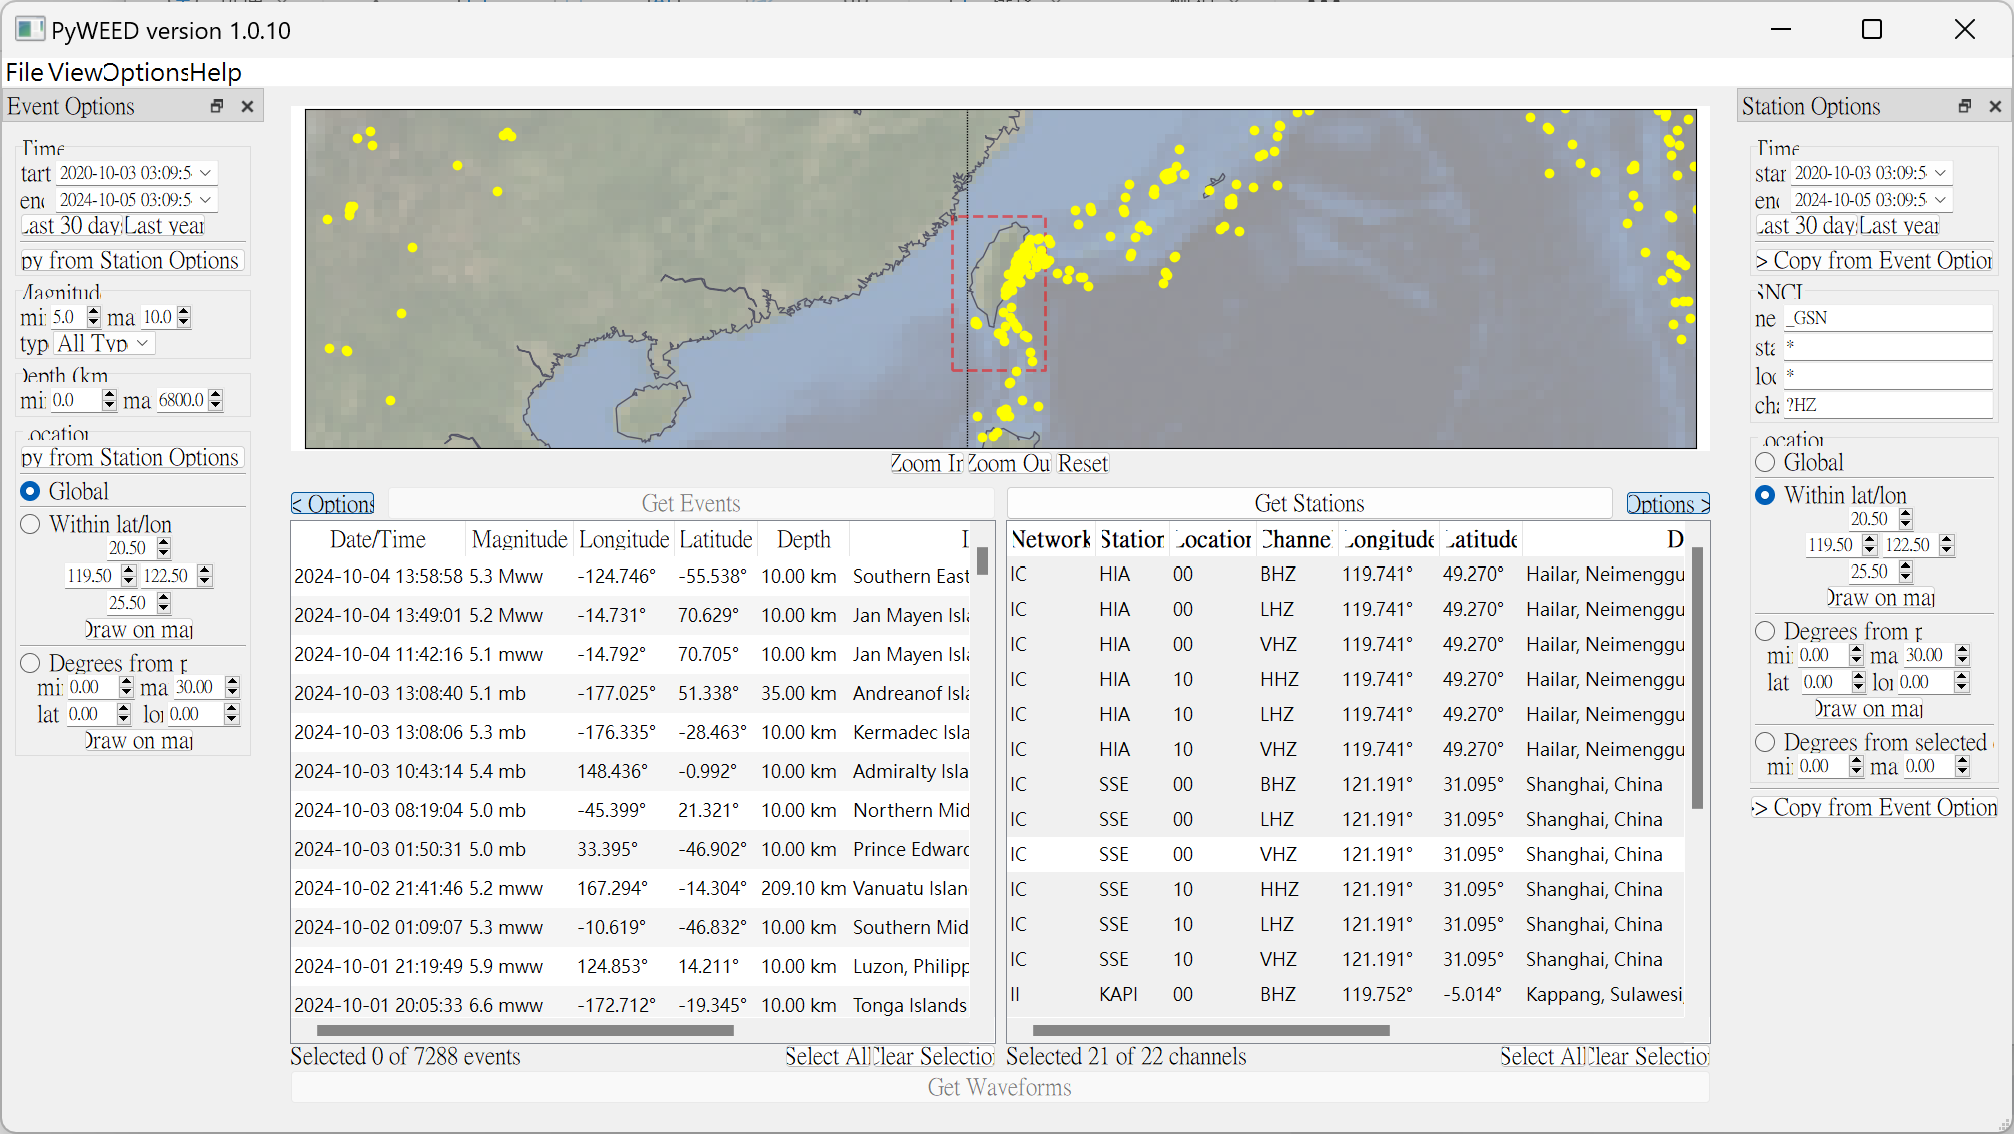 PyWEED version 1.0.10
File View Options Help
Event Options
Time
tart 2020-10-03 03:09:5
enc 2024-10-05 03:09:5
Last 30 day Last year
py from Station Options
Magnitud
mi 5.0 ma 10.0
typ All Typ
Depth (km
mi 0.0 ma 6800.0
Location
py from Station Options
Global
Within lat/lon
20.50
119.50 122.50
25.50
Draw on map
Degrees from p
mi 0.00 ma 30.00
lat 0.00 lo 0.00
Draw on map
Zoom In Zoom Ou Reset
< Options Get Events
Date/Time Magnitude Longitude Latitude Depth
2024-10-04 13:58:58 5.3 Mww -124.746° -55.538° 10.00 km Southern East
2024-10-04 13:49:01 5.2 Mww -14.731° 70.629° 10.00 km Jan Mayen Isla
2024-10-04 11:42:16 5.1 mww -14.792° 70.705° 10.00 km Jan Mayen Isla
2024-10-03 13:08:40 5.1 mb -177.025° 51.338° 35.00 km Andreanof Isla
2024-10-03 13:08:06 5.3 mb -176.335° -28.463° 10.00 km Kermadec Isla
2024-10-03 10:43:14 5.4 mb 148.436° -0.992° 10.00 km Admiralty Isla
2024-10-03 08:19:04 5.0 mb -45.399° 21.321° 10.00 km Northern Mid
2024-10-03 01:50:31 5.0 mb 33.395° -46.902° 10.00 km Prince Edward
2024-10-02 21:41:46 5.2 mww 167.294° -14.304° 209.10 km Vanuatu Islan
2024-10-02 01:09:07 5.3 mww -10.619° -46.832° 10.00 km Southern Mid
2024-10-01 21:19:49 5.9 mww 124.853° 14.211° 10.00 km Luzon, Philipp
2024-10-01 20:05:33 6.6 mww -172.712° -19.345° 10.00 km Tonga Islands
Selected 0 of 7288 events Select All Clear Selection
Get Stations Options >
Network Station Location Channe Longitude Latitude D
IC HIA 00 BHZ 119.741° 49.270° Hailar, Neimenggu
IC HIA 00 LHZ 119.741° 49.270° Hailar, Neimenggu
IC HIA 00 VHZ 119.741° 49.270° Hailar, Neimenggu
IC HIA 10 HHZ 119.741° 49.270° Hailar, Neimenggu
IC HIA 10 LHZ 119.741° 49.270° Hailar, Neimenggu
IC HIA 10 VHZ 119.741° 49.270° Hailar, Neimenggu
IC SSE 00 BHZ 121.191° 31.095° Shanghai, China
IC SSE 00 LHZ 121.191° 31.095° Shanghai, China
IC SSE 00 VHZ 121.191° 31.095° Shanghai, China
IC SSE 10 HHZ 121.191° 31.095° Shanghai, China
IC SSE 10 LHZ 121.191° 31.095° Shanghai, China
IC SSE 10 VHZ 121.191° 31.095° Shanghai, China
II KAPI 00 BHZ 119.752° -5.014° Kappang, Sulawesi,
Selected 21 of 22 channels Select All Clear Selection
Get Waveforms
Station Options
Time
star 2020-10-03 03:09:5
enc 2024-10-05 03:09:5
Last 30 day Last year
> Copy from Event Option
SNCL
ne _GSN
sta *
loc *
cha ?HZ
Location
Global
Within lat/lon
20.50
119.50 122.50
25.50
Draw on map
Degrees from p
mi 0.00 ma 30.00
lat 0.00 lo 0.00
Draw on map
Degrees from selected
mi 0.00 ma 0.00
> Copy from Event Option